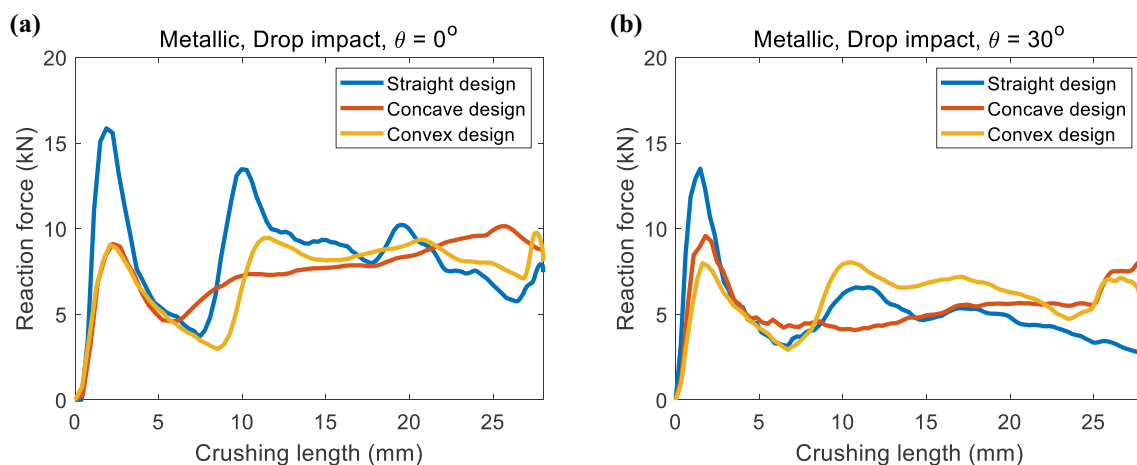 (a)
Metallic, Drop impact, θ = 0°
20
15
10
5
0
Reaction force (kN)
Straight design
Concave design
Convex design
0 5 10 15 20 25
Crushing length (mm)
(b)
Metallic, Drop impact, θ = 30°
20
15
10
5
0
Reaction force (kN)
Straight design
Concave design
Convex design
0 5 10 15 20 25
Crushing length (mm)